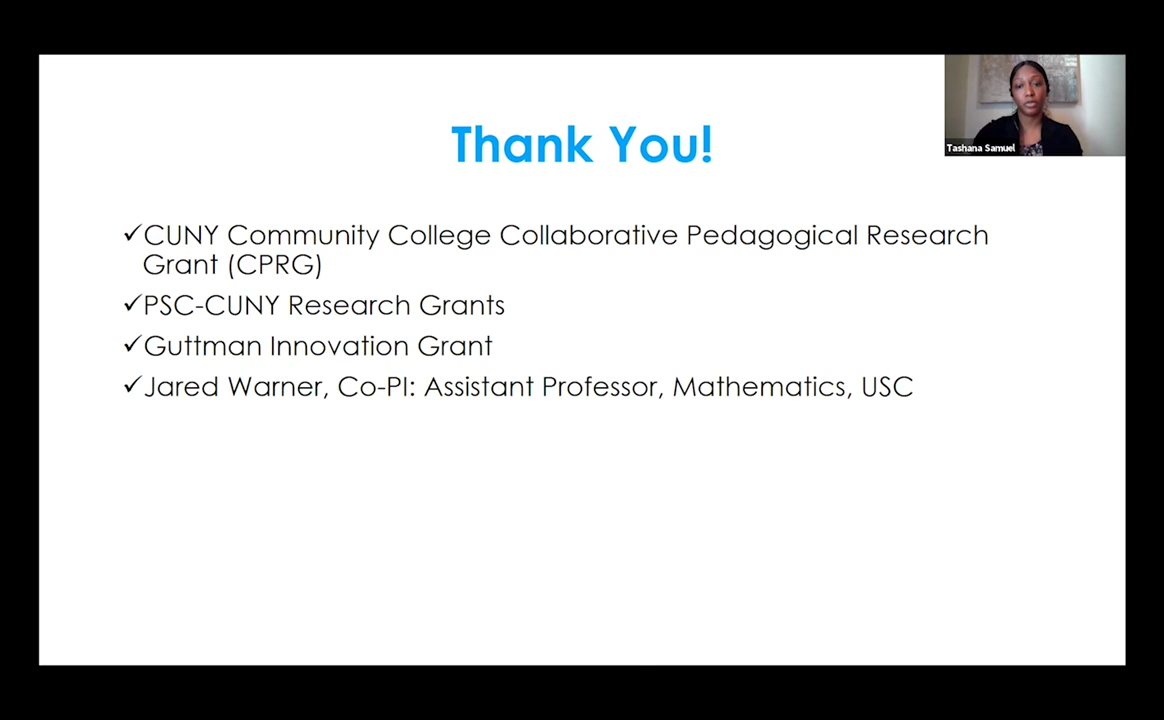 Thank You!
Tashana Samuel
✓CUNY Community College Collaborative Pedagogical Research
Grant (CPRG)
✓PSC-CUNY Research Grants
✓Guttman Innovation Grant
✓Jared Warner, Co-PI: Assistant Professor, Mathematics, USC